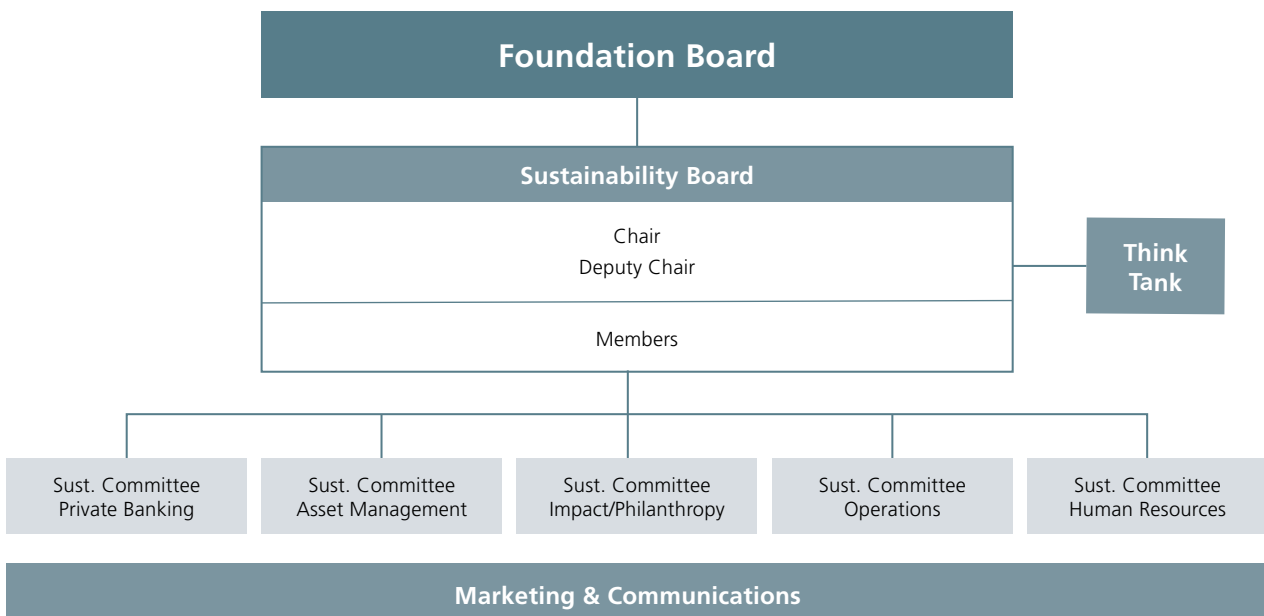 Foundation Board
Sustainability Board
Chair
Deputy Chair
Think
Tank
Members
Sust. Committee
Private Banking
Sust. Committee
Asset Management
Sust. Committee
Impact/Philanthropy
Sust. Committee
Operations
Sust. Committee
Human Resources
Marketing & Communications